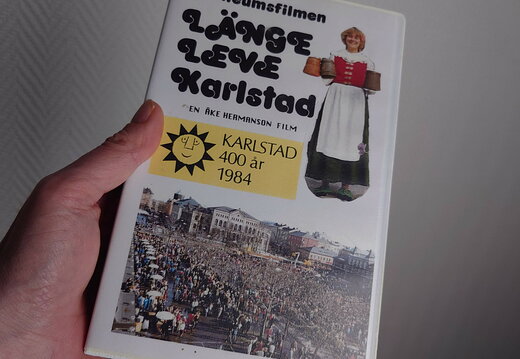 LÄNGE
LEVE
Karlstad
EN ÅKE HERMANSON FILM
KARLSTAD
400 år
1984